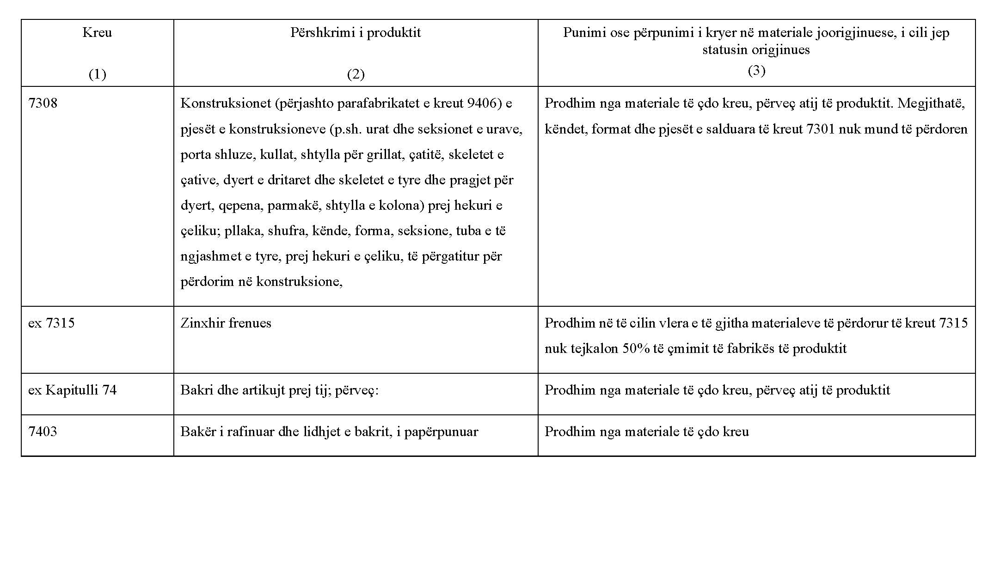 Kreu
(1)
Përshkrimi i produktit
(2)
Punimi ose përpunimi i kryer në materiale joorigjinuese, i cili jep
statusin origjinues
(3)
7308
Konstruksionet (përjashto parafabrikatet e kreut 9406) e
pjesët e konstruksioneve (p.sh. urat dhe seksionet e urave,
porta shluze, kullat, shtylla për grillat, çatitë, skeletet e
çative, dyert e dritaret dhe skeletet e tyre dhe pragjet për
dyert, qepena, parmakë, shtylla e kolona) prej hekuri e
çeliku; pllaka, shufra, kënde, forma, seksione, tuba e të
ngjashmet e tyre, prej hekuri e çeliku, të përgatitur për
përdorim në konstruksione,
Prodhim nga materiale të çdo kreu, përveç atij të produktit. Megjithatë,
këndet, format dhe pjesët e salduara të kreut 7301 nuk mund të përdoren
ex 7315
Zinxhir frenues
Prodhim në të cilin vlera e të gjitha materialeve të përdorur të kreut 7315
nuk tejkalon 50% të çmimit të fabrikës të produktit
ex Kapitulli 74
Bakri dhe artikujt prej tij; përveç:
Prodhim nga materiale të çdo kreu, përveç atij të produktit
7403
Bakër i rafinuar dhe lidhjet e bakrit, i papërpunuar
Prodhim nga materiale të çdo kreu